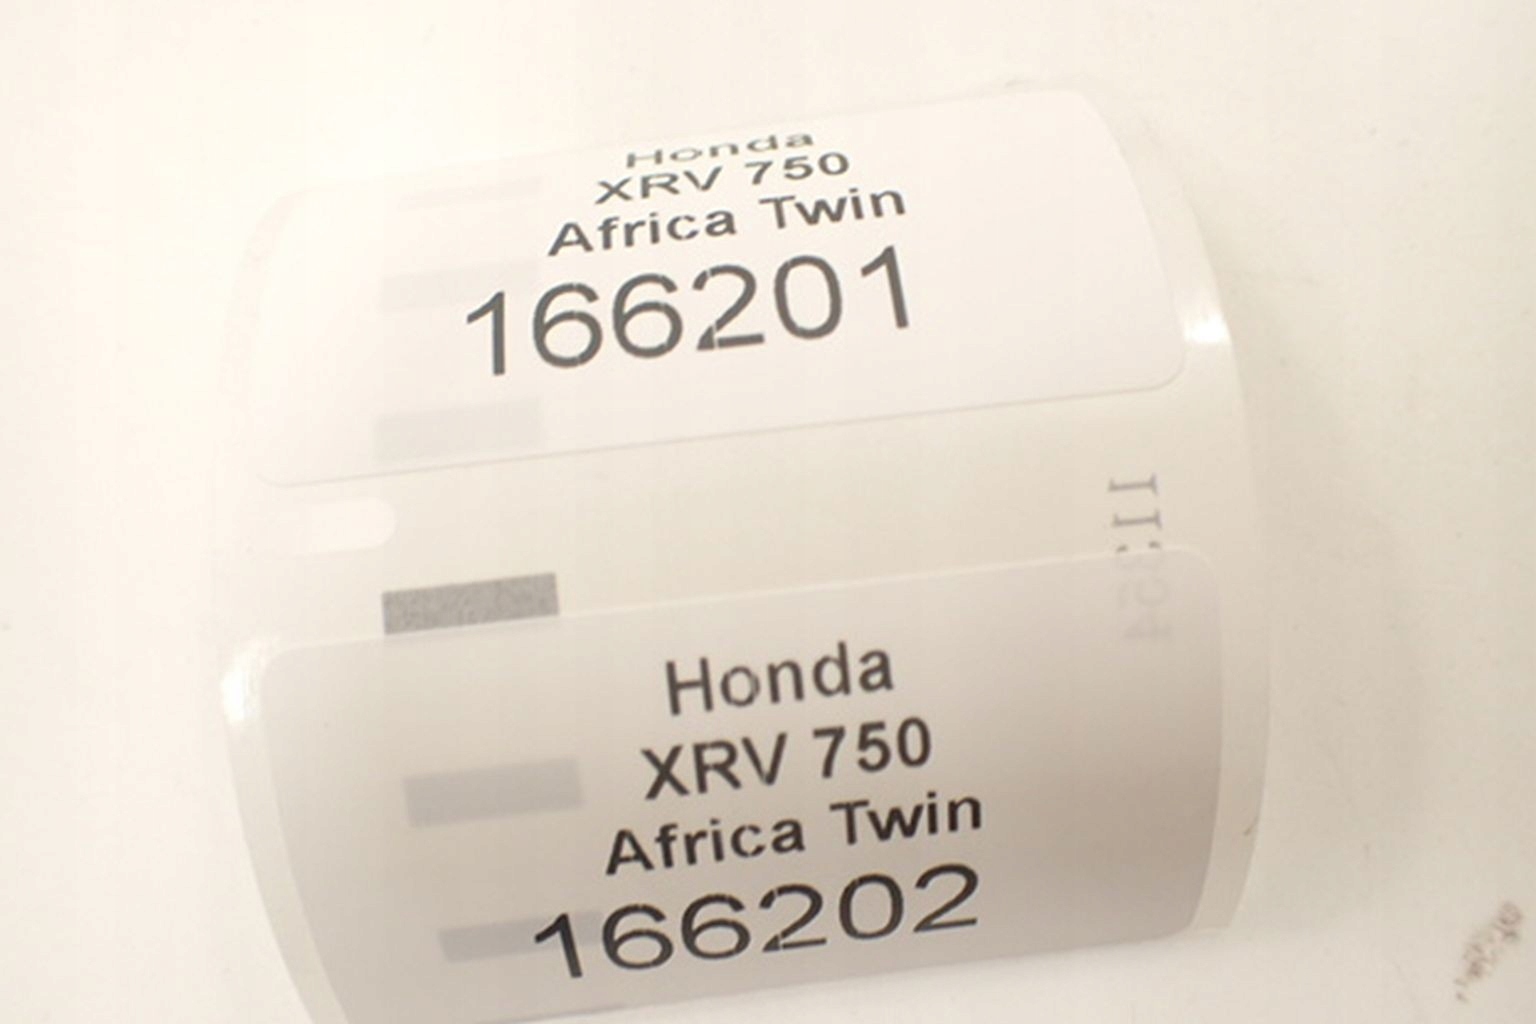 Honda
XRV 750
Africa Twin
166201
Honda
XRV 750
Africa Twin
166202